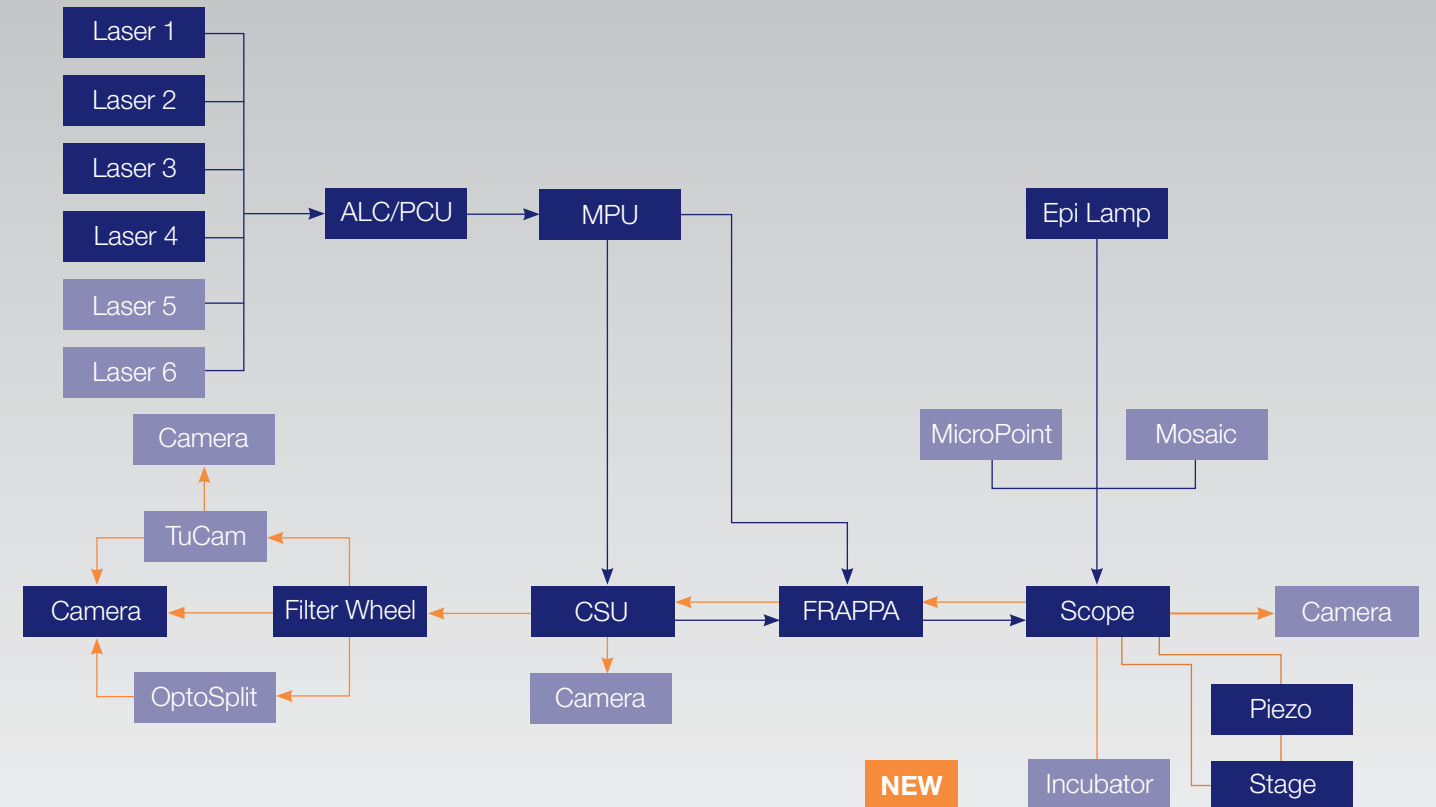 Laser 1
Laser 2
Laser 3
Laser 4
Laser 5
Laser 6
ALC/PCU
MPU
Epi Lamp
Camera
MicroPoint
Mosaic
TuCam
Camera
Filter Wheel
CSU
FRAPPA
Scope
Camera
OptoSplit
Camera
Piezo
NEW
Incubator
Stage